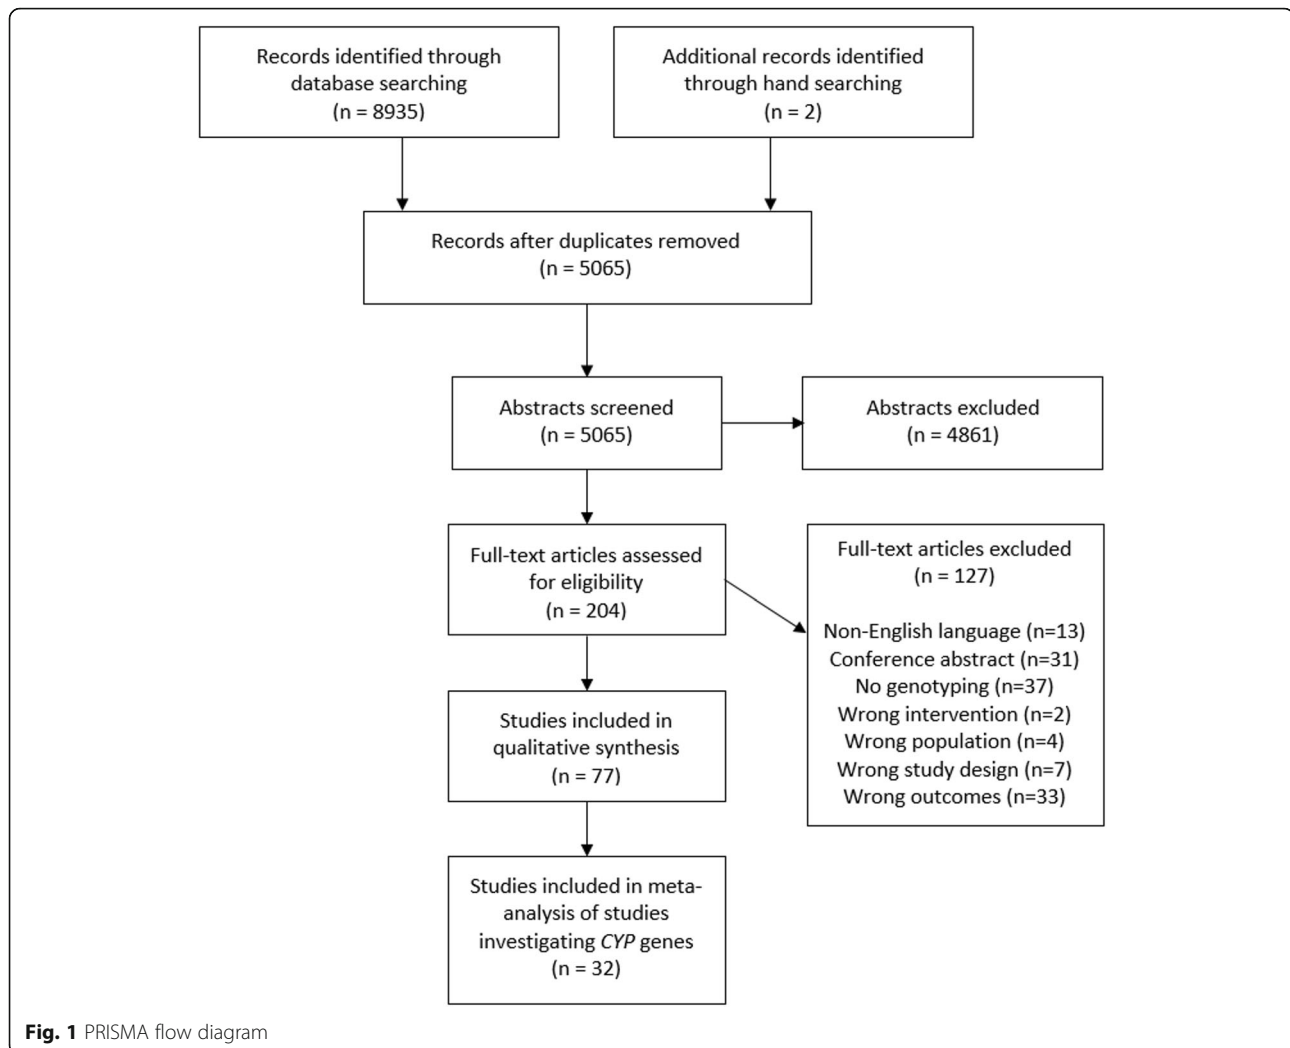 Records identified through
database searching
(n = 8935)
Additional records identified
through hand searching
(n = 2)
Records after duplicates removed
(n = 5065)
Abstracts screened
(n = 5065)
Abstracts excluded
(n = 4861)
Full-text articles assessed
for eligibility
(n = 204)
Full-text articles excluded
(n = 127)
Non-English language (n=13)
Conference abstract (n=31)
No genotyping (n=37)
Wrong intervention (n=2)
Wrong population (n=4)
Wrong study design (n=7)
Wrong outcomes (n=33)
Studies included in
qualitative synthesis
(n = 77)
Studies included in meta-
analysis of studies
investigating CYP genes
(n = 32)
Fig. 1 PRISMA flow diagram